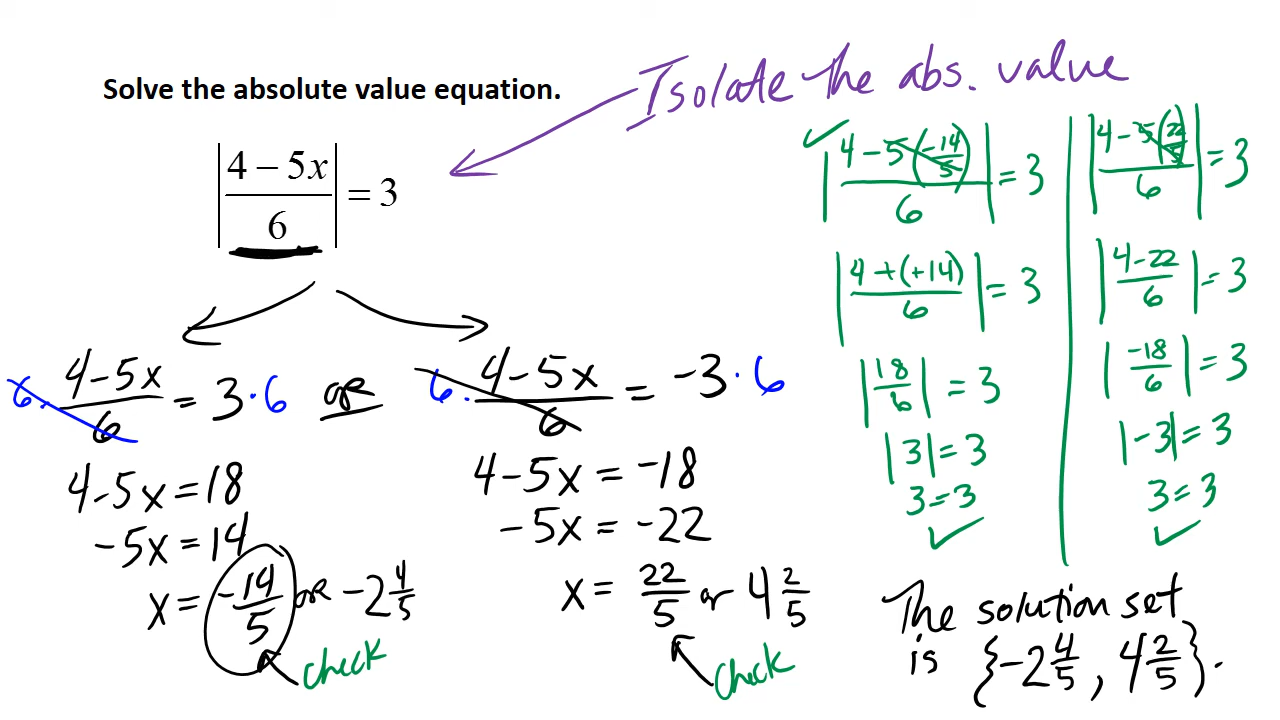 Solve the absolute value equation.
Isolate the abs. value
|(4 − 5x)/6| = 3
6 · (4 − 5x)/6 = 3 · 6 or 6 · (4 − 5x)/6 = −3 · 6
4 − 5x = 18
−5x = 14
x = −14/5 or −2 4/5
check
4 − 5x = −18
−5x = −22
x = 22/5 or 4 2/5
check
✓ |(4 − 5(−14/5))/6| = 3
|(4 + (+14))/6| = 3
|18/6| = 3
|3| = 3
3 = 3
✓
|(4 − 5(22/5))/6| = 3
|(4 − 22)/6| = 3
|−18/6| = 3
|−3| = 3
3 = 3
✓
The solution set
is {−2 4/5, 4 2/5}.